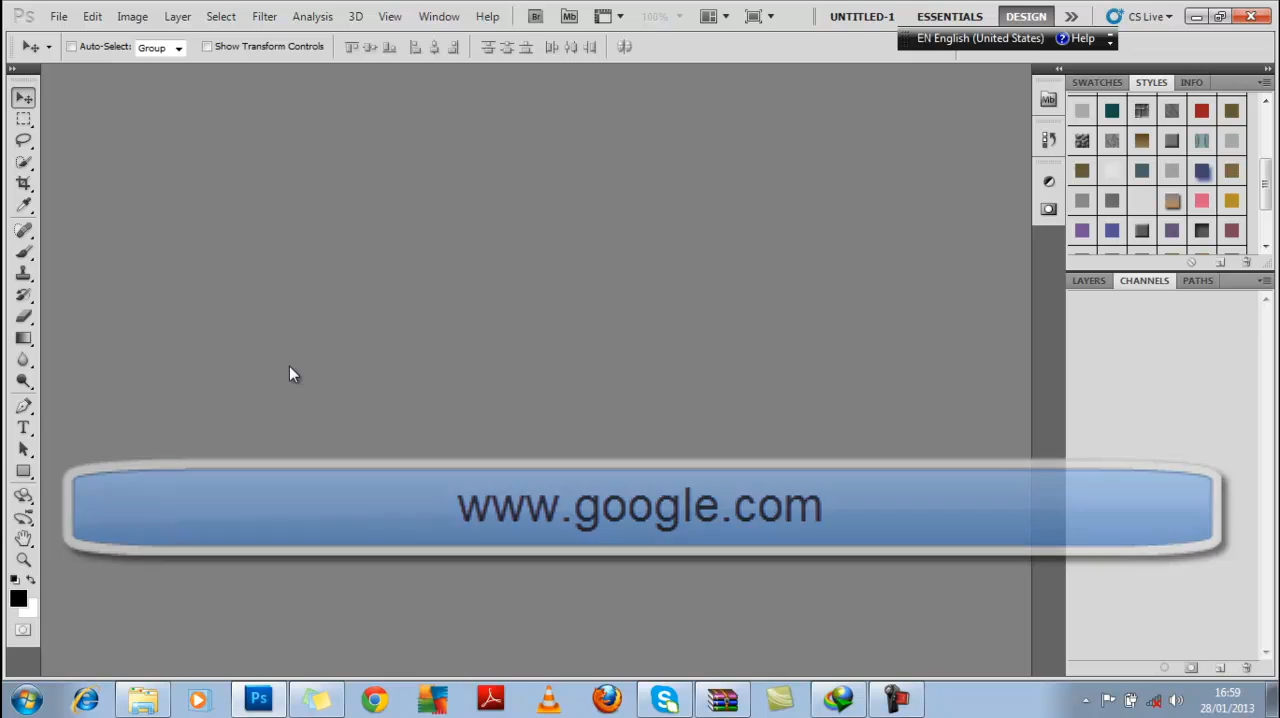 Ps File Edit Image Layer Select Filter Analysis 3D View Window Help Br Mb 100% UNTITLED-1 ESSENTIALS DESIGN CS Live
Auto-Select: Group Show Transform Controls EN English (United States) Help
Mb SWATCHES STYLES INFO
LAYERS CHANNELS PATHS
www.google.com
Ps 16:59
28/01/2013